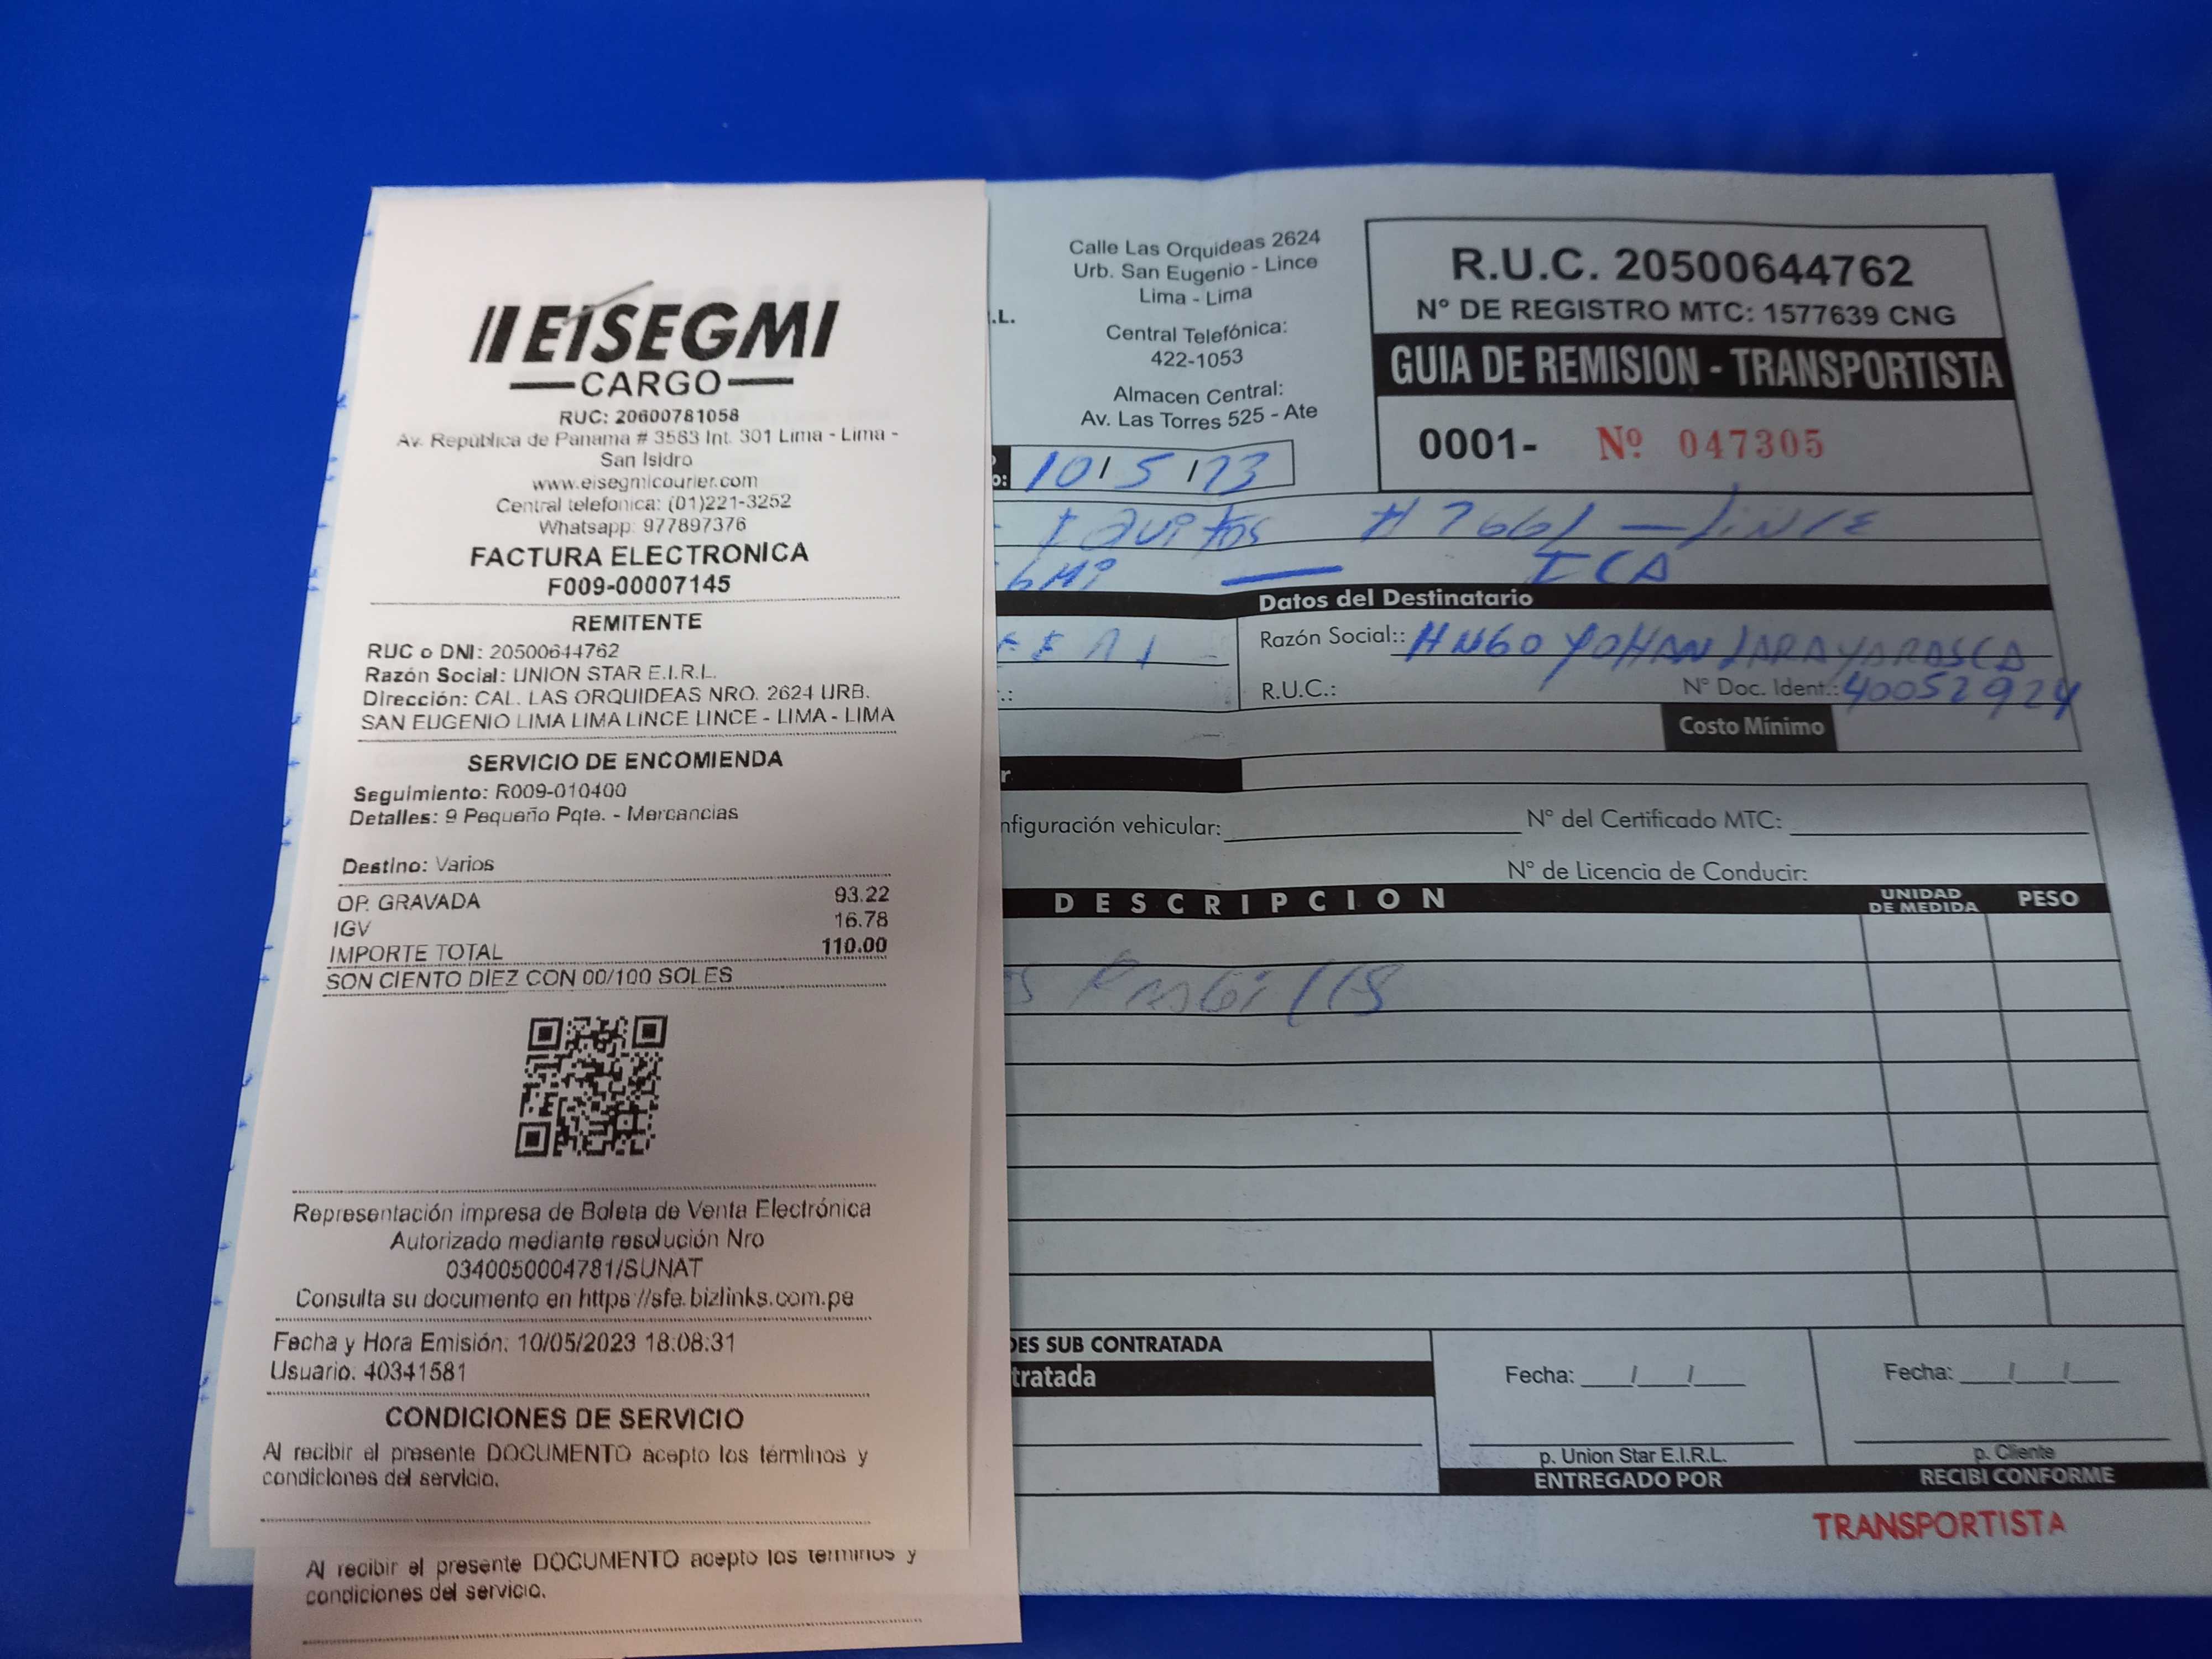 EISEGMI
CARGO
RUC: 20600781058
Av. República de Panama # 3583 Int. 301 Lima - Lima -
San Isidro
www.eisegmicourier.com
Central telefonica: (01)221-3252
Whatsapp: 977897376
FACTURA ELECTRONICA
F009-00007145
REMITENTE
RUC o DNI: 20500644762
Razón Social: UNION STAR E.I.R.L.
Dirección: CAL. LAS ORQUIDEAS NRO. 2624 URB.
SAN EUGENIO LIMA LIMA LINCE LINCE - LIMA - LIMA
SERVICIO DE ENCOMIENDA
Seguimiento: R009-010400
Detalles: 9 Pequeño Pqte. - Mercancias
Destino: Varios
OP. GRAVADA 93.22
IGV 16.78
IMPORTE TOTAL 110.00
SON CIENTO DIEZ CON 00/100 SOLES
Representación impresa de Boleta de Venta Electrónica
Autorizado mediante resolución Nro
0340050004781/SUNAT
Consulta su documento en https://sfe.bizlinks.com.pe
Fecha y Hora Emisión: 10/05/2023 18:08:31
Usuario: 40341581
CONDICIONES DE SERVICIO
Al recibir el presente DOCUMENTO acepto los términos y
condiciones del servicio.
Al recibir el presente DOCUMENTO acepto los términos y
condiciones del servicio.
.L.
Calle Las Orquideas 2624
Urb. San Eugenio - Lince
Lima - Lima
Central Telefónica:
422-1053
Almacen Central:
Av. Las Torres 525 - Ate
R.U.C. 20500644762
N° DE REGISTRO MTC: 1577639 CNG
GUIA DE REMISION - TRANSPORTISTA
0001- Nº 047305
o: 10/5/
Iquitos # - Lince
ICA
Datos del Destinatario
Razón Social:: HUGO YOHAN LARA YARASCA
R.U.C.: N° Doc. Ident.: 40052924
Costo Mínimo
r
nfiguración vehicular: N° del Certificado MTC:
N° de Licencia de Conducir:
DESCRIPCION UNIDAD DE MEDIDA PESO
DES SUB CONTRATADA
tratada
Fecha: / / Fecha: / /
p. Union Star E.I.R.L. p. Cliente
ENTREGADO POR RECIBI CONFORME
TRANSPORTISTA